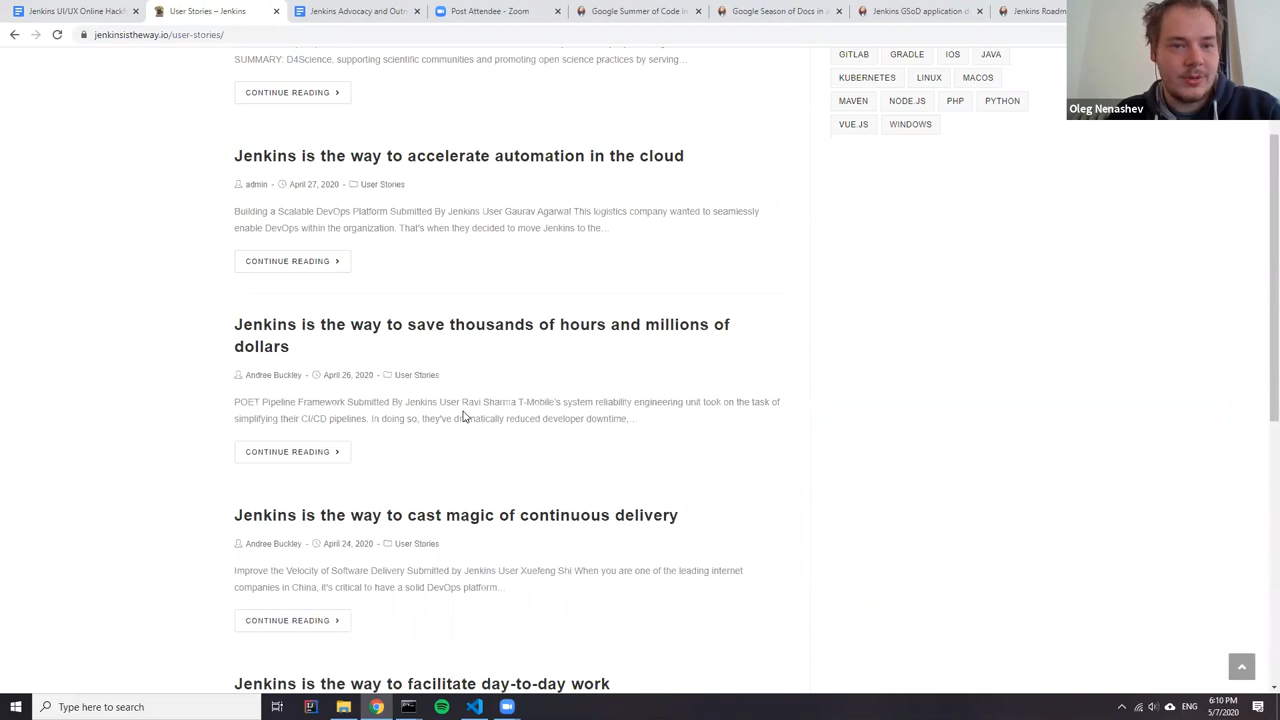 Jenkins UI/UX Online Hack
User Stories – Jenkins
Jenkins Advocacy and Outr
Post Attendee - Zoom
Google Summer of Code in
Google Season of Docs in
Jenkins GSoD application d
Jenkins Roadm
jenkinsistheway.io/user-stories/
SUMMARY: D4Science, supporting scientific communities and promoting open science practices by serving…
CONTINUE READING
Jenkins is the way to accelerate automation in the cloud
admin - April 27, 2020 - User Stories
Building a Scalable DevOps Platform Submitted By Jenkins User Gaurav Agarwal This logistics company wanted to seamlessly
enable DevOps within the organization. That's when they decided to move Jenkins to the…
CONTINUE READING
Jenkins is the way to save thousands of hours and millions of
dollars
Andree Buckley - April 26, 2020 - User Stories
POET Pipeline Framework Submitted By Jenkins User Ravi Sharma T-Mobile's system reliability engineering unit took on the task of
simplifying their CI/CD pipelines. In doing so, they've dramatically reduced developer downtime,…
CONTINUE READING
Jenkins is the way to cast magic of continuous delivery
Andree Buckley - April 24, 2020 - User Stories
Improve the Velocity of Software Delivery Submitted by Jenkins User Xuefeng Shi When you are one of the leading internet
companies in China, it's critical to have a solid DevOps platform…
CONTINUE READING
Jenkins is the way to facilitate day-to-day work
GITLAB GRADLE IOS JAVA
KUBERNETES LINUX MACOS
MAVEN NODE.JS PHP PYTHON
VUE.JS WINDOWS
Oleg Nenashev
Type here to search
ENG
6:10 PM
5/7/2020